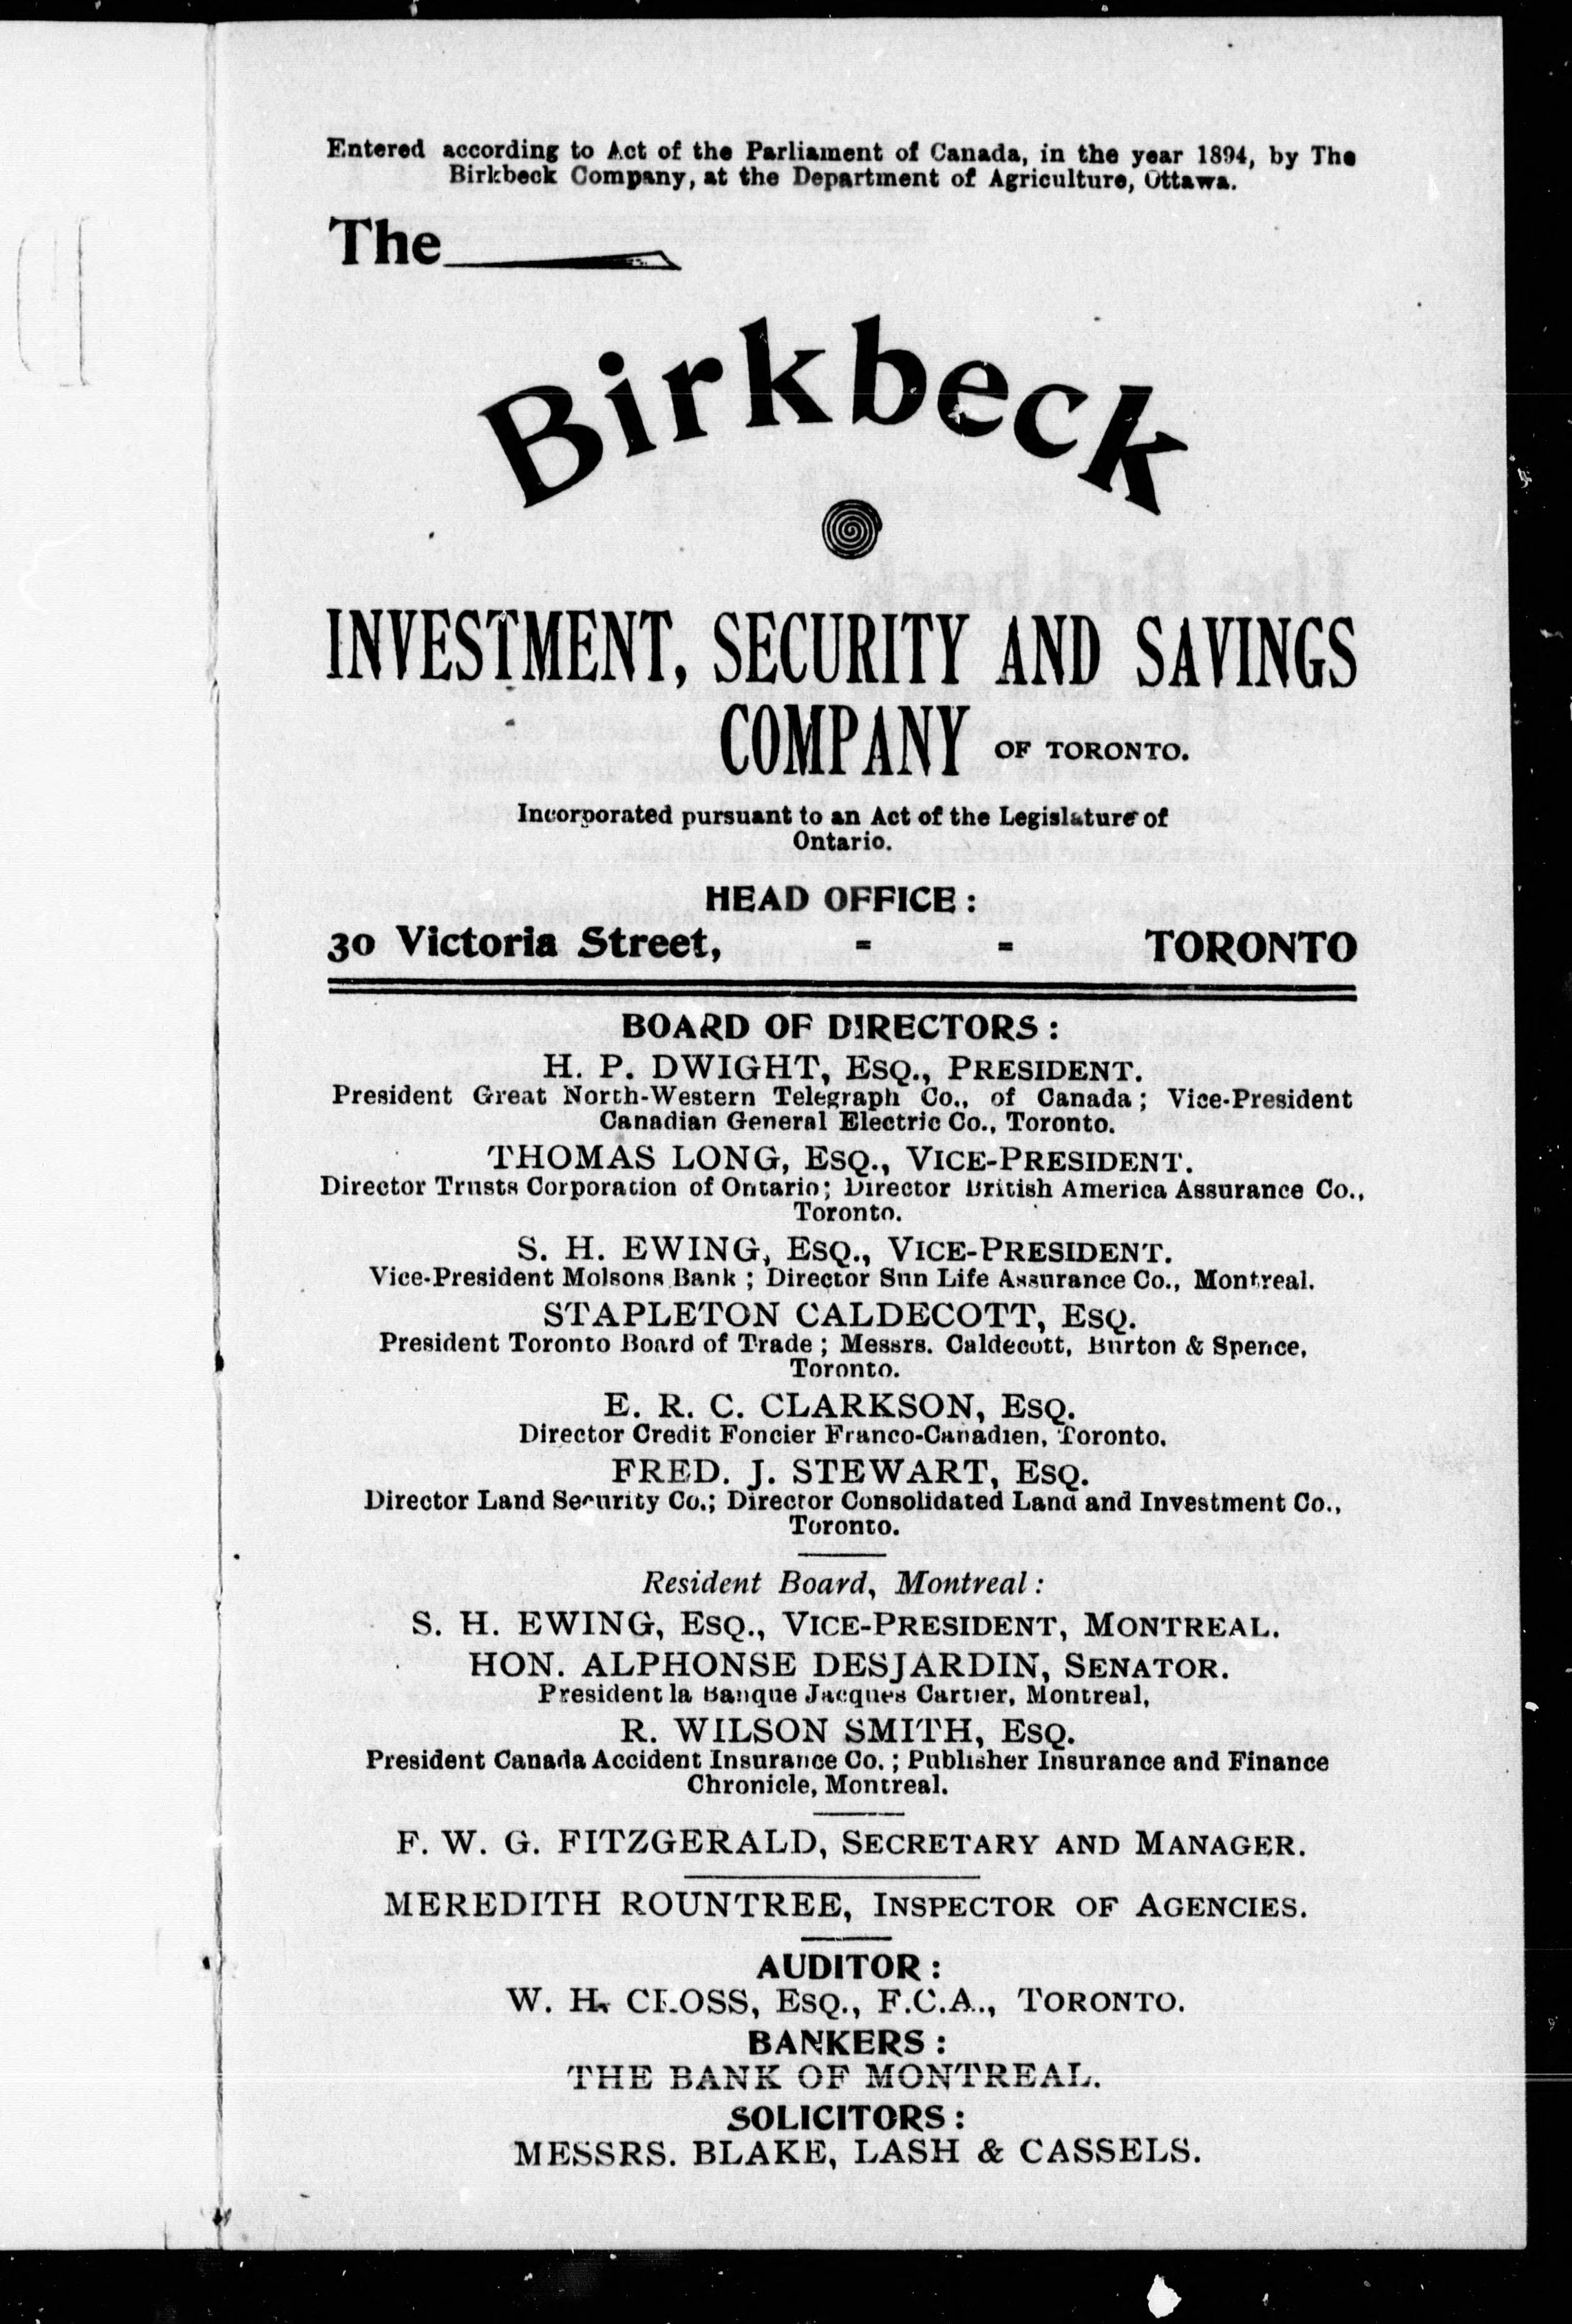 Entered according to Act of the Parliament of Canada, in the year 1894, by The
Birkbeck Company, at the Department of Agriculture, Ottawa.
The
Birkbeck
INVESTMENT, SECURITY AND SAVINGS
COMPANY OF TORONTO.
Incorporated pursuant to an Act of the Legislature of
Ontario.
HEAD OFFICE:
30 Victoria Street, - - TORONTO
BOARD OF DIRECTORS:
H. P. DWIGHT, ESQ., PRESIDENT.
President Great North-Western Telegraph Co., of Canada; Vice-President
Canadian General Electric Co., Toronto.
THOMAS LONG, ESQ., VICE-PRESIDENT.
Director Trusts Corporation of Ontario; Director British America Assurance Co.,
Toronto.
S. H. EWING, ESQ., VICE-PRESIDENT.
Vice-President Molsons Bank; Director Sun Life Assurance Co., Montreal.
STAPLETON CALDECOTT, ESQ.
President Toronto Board of Trade; Messrs. Caldecott, Burton & Spence,
Toronto.
E. R. C. CLARKSON, ESQ.
Director Credit Foncier Franco-Canadien, Toronto.
FRED. J. STEWART, ESQ.
Director Land Security Co.; Director Consolidated Land and Investment Co.,
Toronto.
Resident Board, Montreal:
S. H. EWING, ESQ., VICE-PRESIDENT, MONTREAL.
HON. ALPHONSE DESJARDIN, SENATOR.
President la Banque Jacques Cartier, Montreal,
R. WILSON SMITH, ESQ.
President Canada Accident Insurance Co.; Publisher Insurance and Finance
Chronicle, Montreal.
F. W. G. FITZGERALD, SECRETARY AND MANAGER.
MEREDITH ROUNTREE, INSPECTOR OF AGENCIES.
AUDITOR:
W. H. CROSS, ESQ., F.C.A., TORONTO.
BANKERS:
THE BANK OF MONTREAL.
SOLICITORS:
MESSRS. BLAKE, LASH & CASSELS.